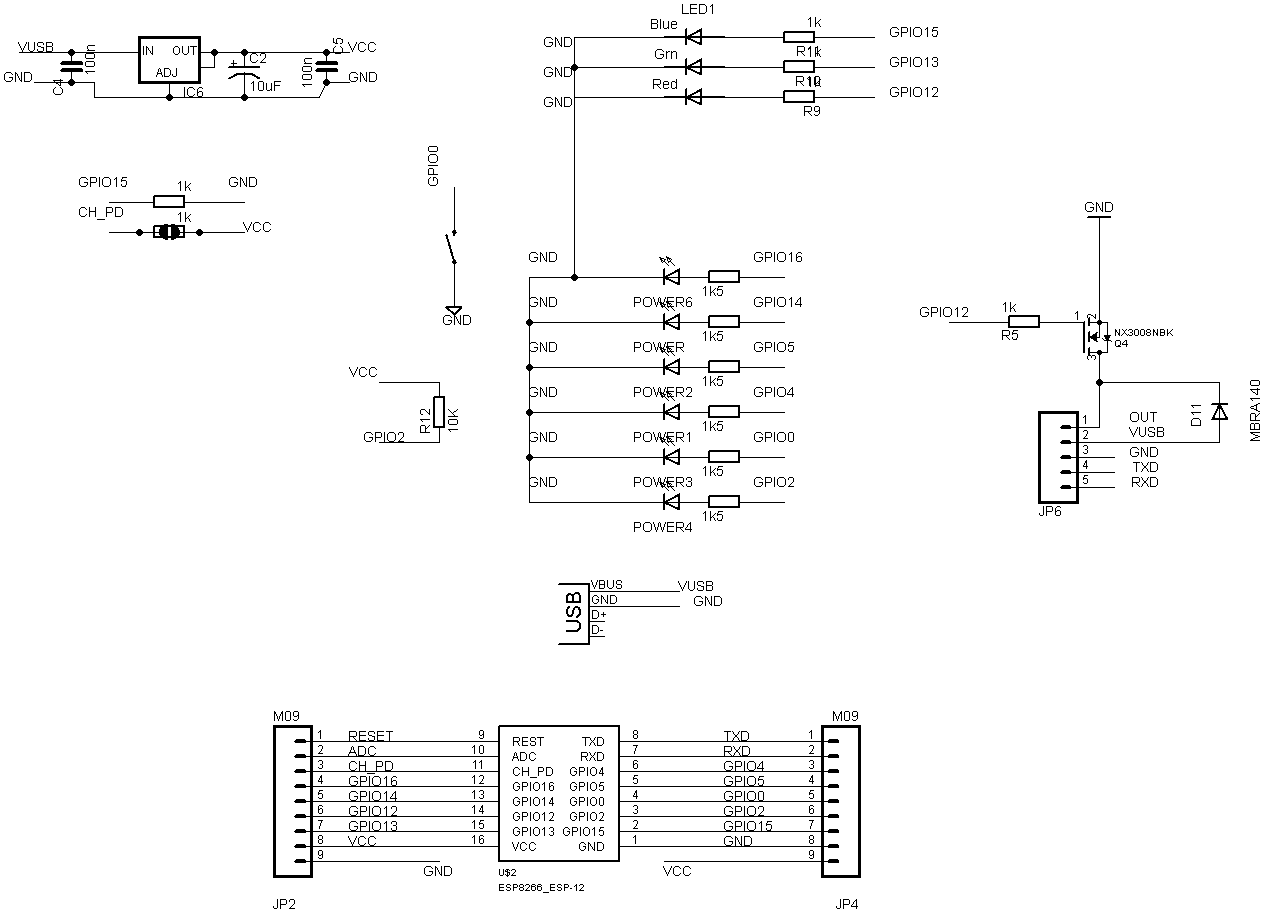 LED1
Blue
1k
GPIO15
GND
R11
Grn
1k
GPIO13
GND
R10
Red
1k
GPIO12
GND
R9
VUSB
IN
OUT
VCC
GND
ADJ
GND
C4
100n
IC6
C2
10uF
C5
100n
GPIO15
1k
GND
CH_PD
1k
VCC
GPIO0
GND
VCC
R12
10K
GPIO2
GND
GPIO16
1k5
POWER6
GND
GPIO14
1k5
POWER
GND
GPIO5
1k5
POWER2
GND
GPIO4
1k5
POWER1
GND
GPIO0
1k5
POWER3
GND
GPIO2
1k5
POWER4
GND
GPIO12
1k
R5
1
2
3
NX3008NBK
Q4
D11
MBRA140
1
OUT
2
VUSB
3
GND
4
TXD
5
RXD
JP6
USB
VBUS
VUSB
GND
GND
D+
D-
M09
1 RESET 9
2 ADC 10
3 CH_PD 11
4 GPIO16 12
5 GPIO14 13
6 GPIO12 14
7 GPIO13 15
8 VCC 16
9 GND
JP2
REST TXD
ADC RXD
CH_PD GPIO4
GPIO16 GPIO5
GPIO14 GPIO0
GPIO12 GPIO2
GPIO13 GPIO15
VCC GND
U$2
ESP8266_ESP-12
M09
8 TXD 1
7 RXD 2
6 GPIO4 3
5 GPIO5 4
4 GPIO0 5
3 GPIO2 6
2 GPIO15 7
1 GND 8
VCC 9
JP4